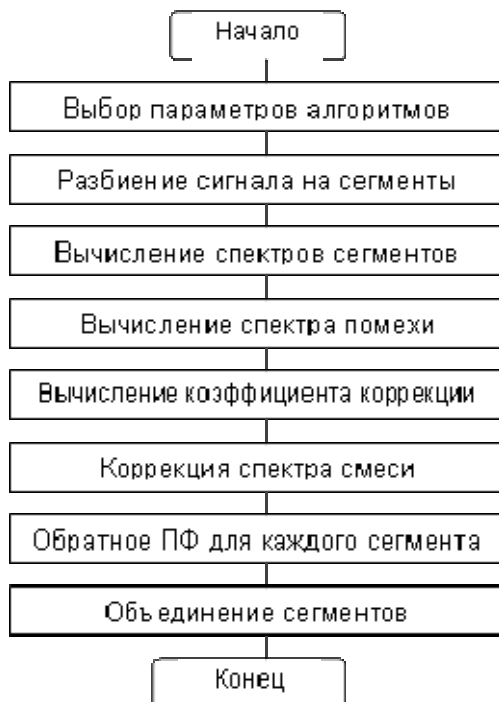 Начало
Выбор параметров алгоритмов
Разбиение сигнала на сегменты
Вычисление спектров сегментов
Вычисление спектра помехи
Вычисление коэффициента коррекции
Коррекция спектра смеси
Обратное ПФ для каждого сегмента
Объединение сегментов
Конец